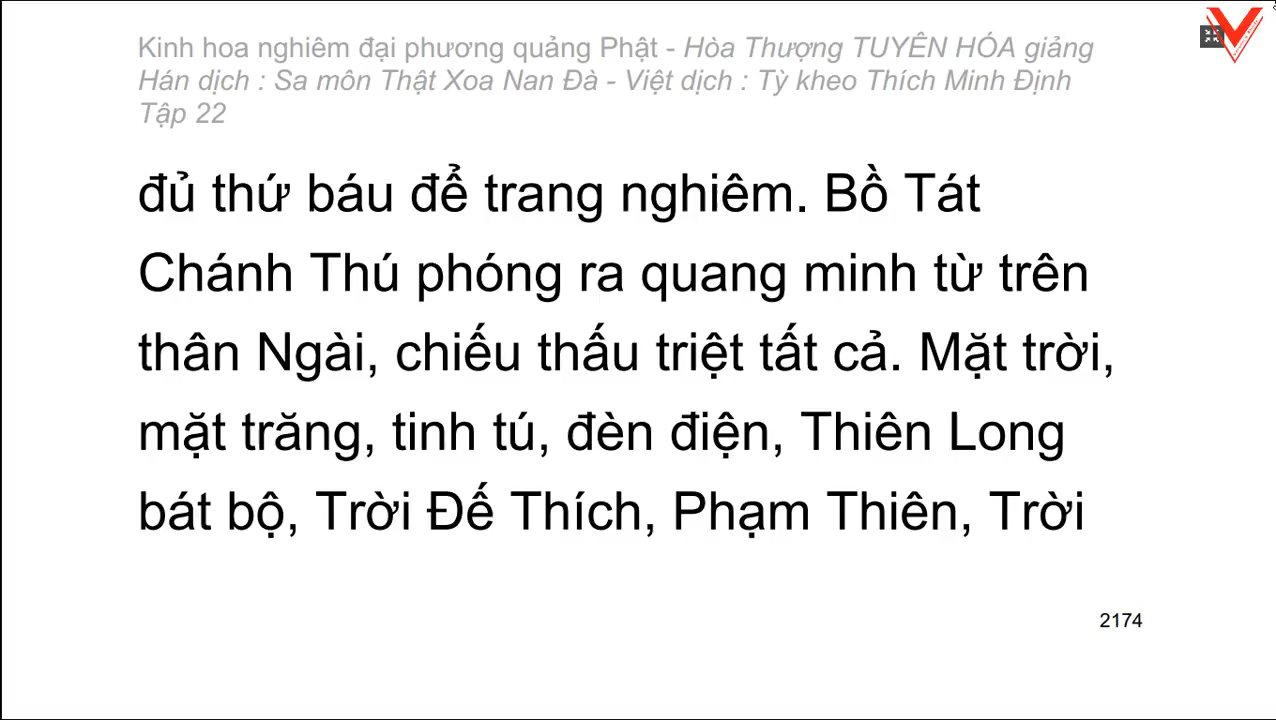 Kinh hoa nghiêm đại phương quảng Phật - Hòa Thượng TUYÊN HÓA giảng
Hán dịch : Sa môn Thật Xoa Nan Đà - Việt dịch : Tỳ kheo Thích Minh Định
Tập 22
đủ thứ báu để trang nghiêm. Bồ Tát
Chánh Thú phóng ra quang minh từ trên
thân Ngài, chiếu thấu triệt tất cả. Mặt trời,
mặt trăng, tinh tú, đèn điện, Thiên Long
bát bộ, Trời Đế Thích, Phạm Thiên, Trời
2174